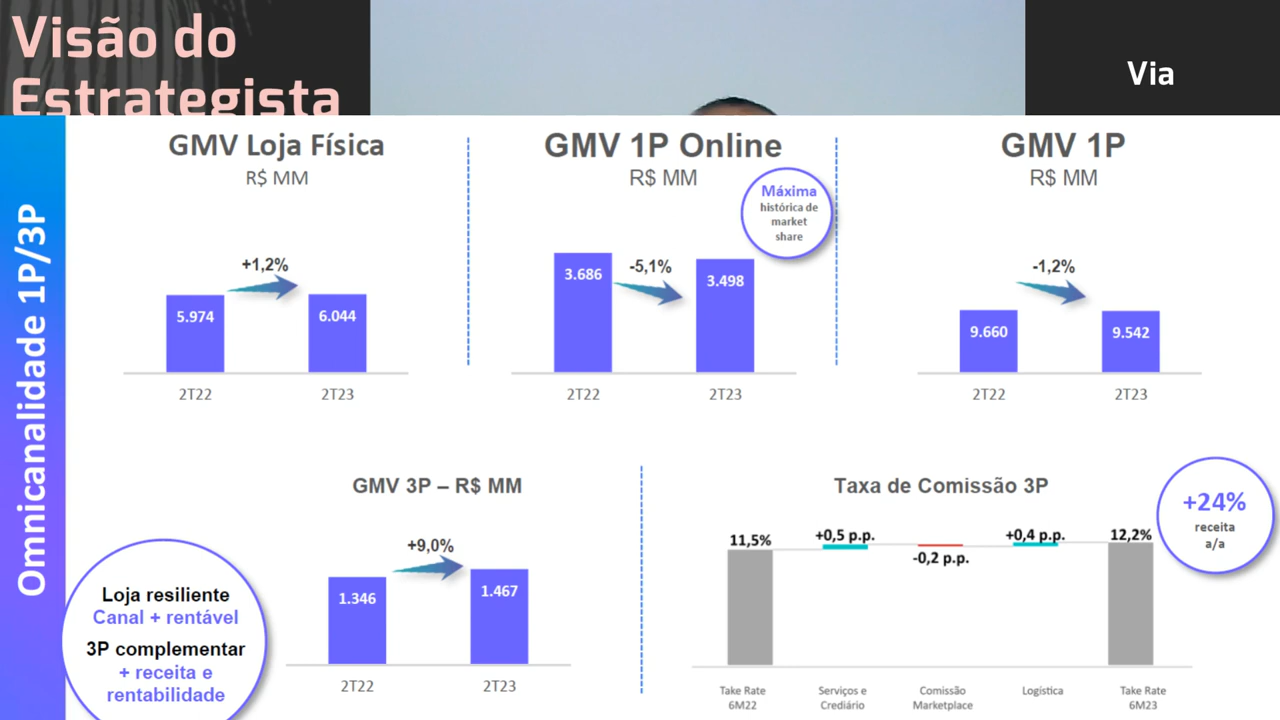 Visão do
Estrategista
Via
Omnicanalidade 1P/3P
GMV Loja Física
R$ MM
+1,2%
5.974
6.044
2T22
2T23
GMV 1P Online
R$ MM
Máxima
histórica de
market
share
-5,1%
3.686
3.498
2T22
2T23
GMV 1P
R$ MM
-1,2%
9.660
9.542
2T22
2T23
Loja resiliente
Canal + rentável
3P complementar
+ receita e
rentabilidade
GMV 3P – R$ MM
+9,0%
1.346
1.467
2T22
2T23
Taxa de Comissão 3P
+24%
receita
a/a
11,5%
+0,5 p.p.
-0,2 p.p.
+0,4 p.p.
12,2%
Take Rate
6M22
Serviços e
Crediário
Comissão
Marketplace
Logística
Take Rate
6M23